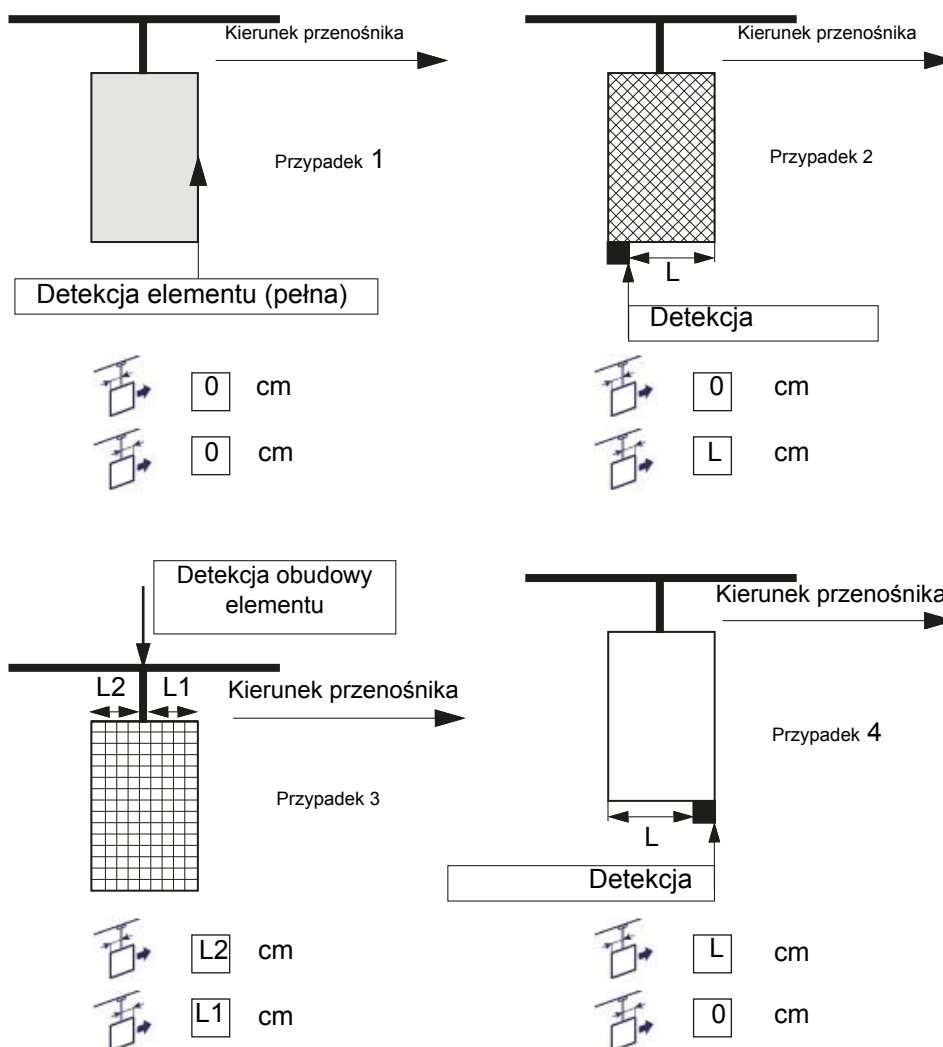 Kierunek przenośnika
Przypadek 1
Detekcja elementu (pełna)
0 cm
0 cm
Kierunek przenośnika
Przypadek 2
L
Detekcja
0 cm
L cm
Detekcja obudowy
elementu
L2 L1
Kierunek przenośnika
Przypadek 3
L2 cm
L1 cm
Kierunek przenośnika
Przypadek 4
L
Detekcja
L cm
0 cm